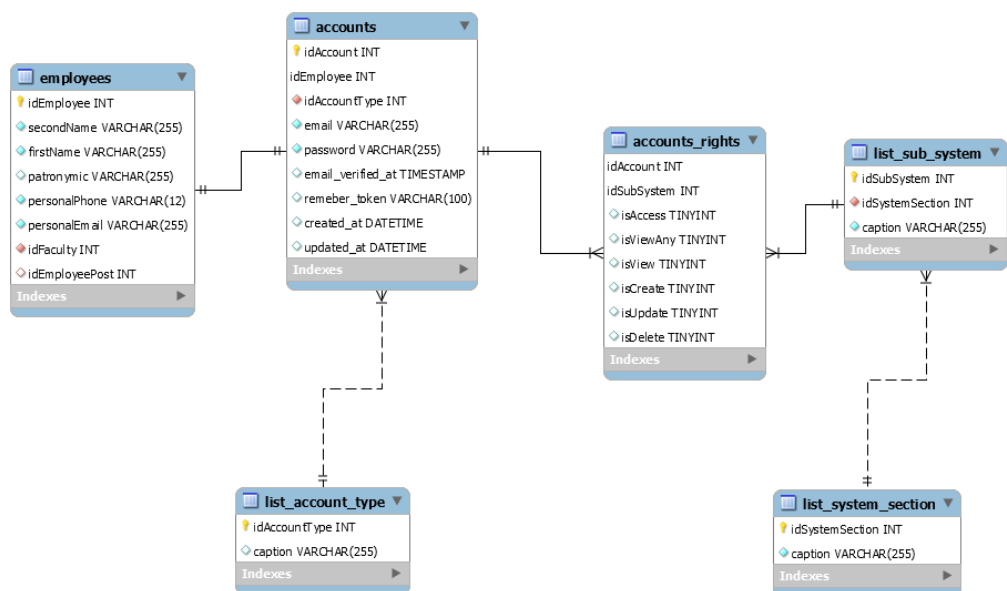 employees
idEmployee INT
secondName VARCHAR(255)
firstName VARCHAR(255)
patronymic VARCHAR(255)
personalPhone VARCHAR(12)
personalEmail VARCHAR(255)
idFaculty INT
idEmployeePost INT
Indexes
accounts
idAccount INT
idEmployee INT
idAccountType INT
email VARCHAR(255)
password VARCHAR(255)
email_verified_at TIMESTAMP
remeber_token VARCHAR(100)
created_at DATETIME
updated_at DATETIME
Indexes
accounts_rights
idAccount INT
idSubSystem INT
isAccess TINYINT
isViewAny TINYINT
isView TINYINT
isCreate TINYINT
isUpdate TINYINT
isDelete TINYINT
Indexes
list_sub_system
idSubSystem INT
idSystemSection INT
caption VARCHAR(255)
Indexes
list_account_type
idAccountType INT
caption VARCHAR(255)
Indexes
list_system_section
idSystemSection INT
caption VARCHAR(255)
Indexes